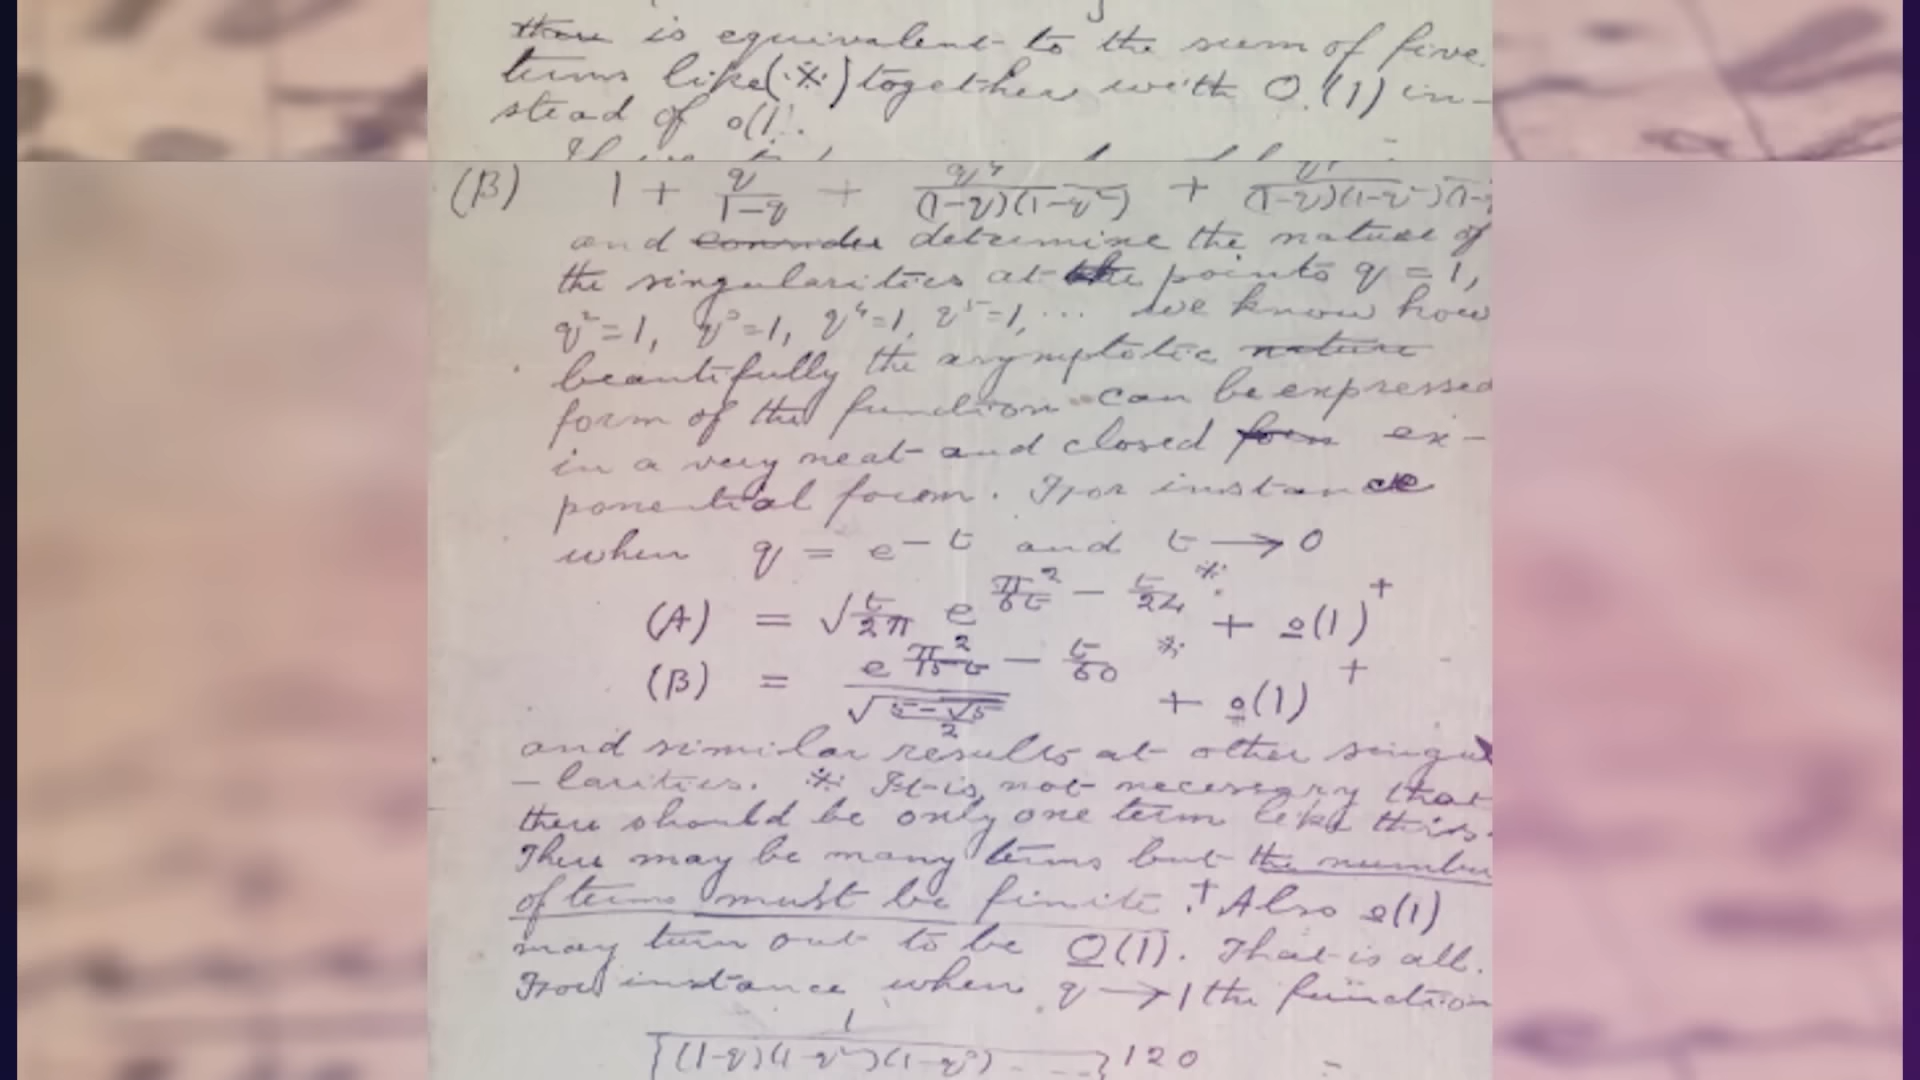 is equivalent to the sum of five
terms like (※) together with O(1) in-
stead of o(1).
(B) 1 + q/(1-q) + q⁴/((1-q)(1-q²)) + /((1-q)(1-q²)(1-
and consider determine the nature of
the singularities at the points q = 1,
q²=1, q³=1, q⁴=1, q⁵=1, ... we know how
beautifully the asymptotic nature
form of the function can be expressed
in a very neat and closed form ex-
ponential form. For instance
when q = e^{-t} and t → 0
(A) = √(t/2π) e^{π²/6t - t/24} ※ + o(1) +
(B) = e^{π²/15t - t/60} ※ / √((5-√5)/2) + o(1) +
and similar results at other singu
-larities. ※ It is not necessary that
there should be only one term like this.
There may be many terms but the number
of terms must be finite. + Also o(1)
may turn out to be O(1). That is all.
For instance when q → 1 the function
1/{(1-q)(1-q²)(1-q³) ....}120 =